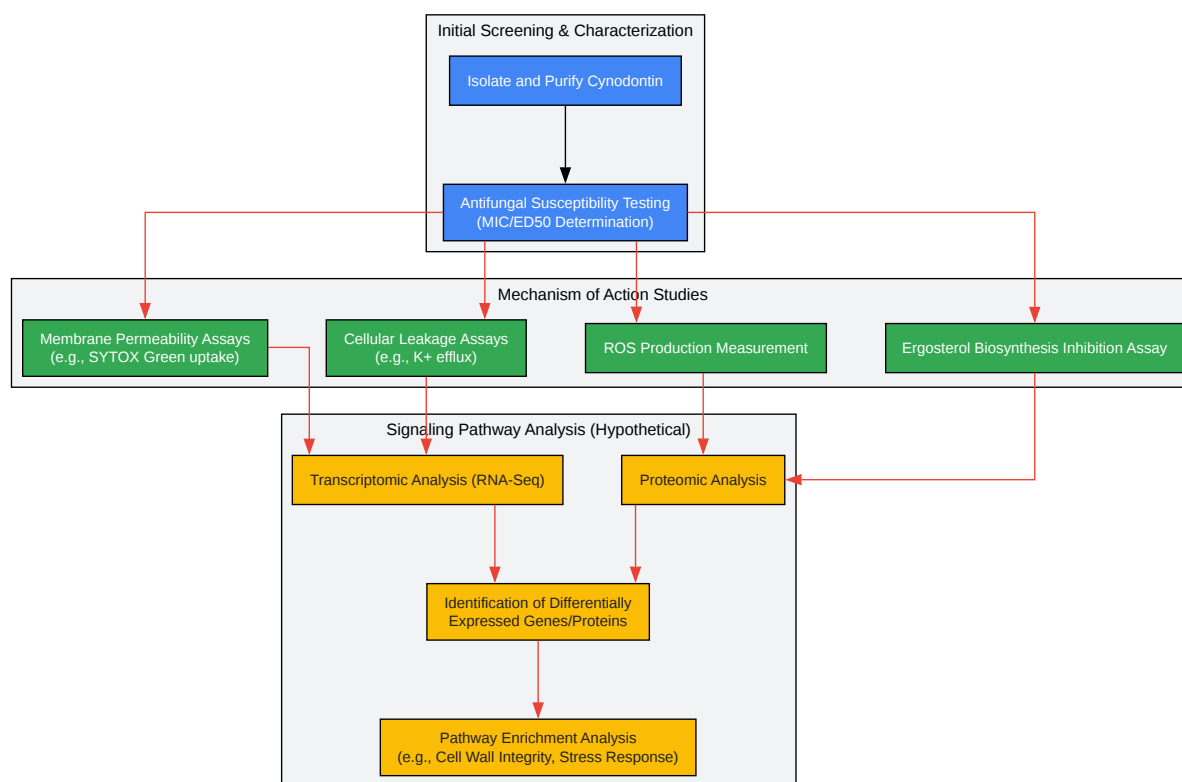 Initial Screening & Characterization
Isolate and Purify Cynodontin
Antifungal Susceptibility Testing
(MIC/ED50 Determination)
Mechanism of Action Studies
Membrane Permeability Assays
(e.g., SYTOX Green uptake)
Cellular Leakage Assays
(e.g., K+ efflux)
ROS Production Measurement
Ergosterol Biosynthesis Inhibition Assay
Signaling Pathway Analysis (Hypothetical)
Transcriptomic Analysis (RNA-Seq)
Proteomic Analysis
Identification of Differentially
Expressed Genes/Proteins
Pathway Enrichment Analysis
(e.g., Cell Wall Integrity, Stress Response)